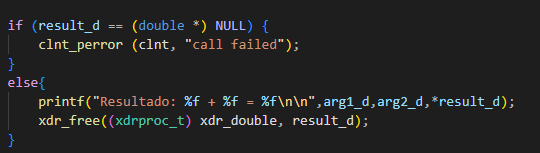 if (result_d == (double *) NULL) {
    clnt_perror (clnt, "call failed");
}
else{
    printf("Resultado: %f + %f = %f\n\n",arg1_d,arg2_d,*result_d);
    xdr_free((xdrproc_t) xdr_double, result_d);
}